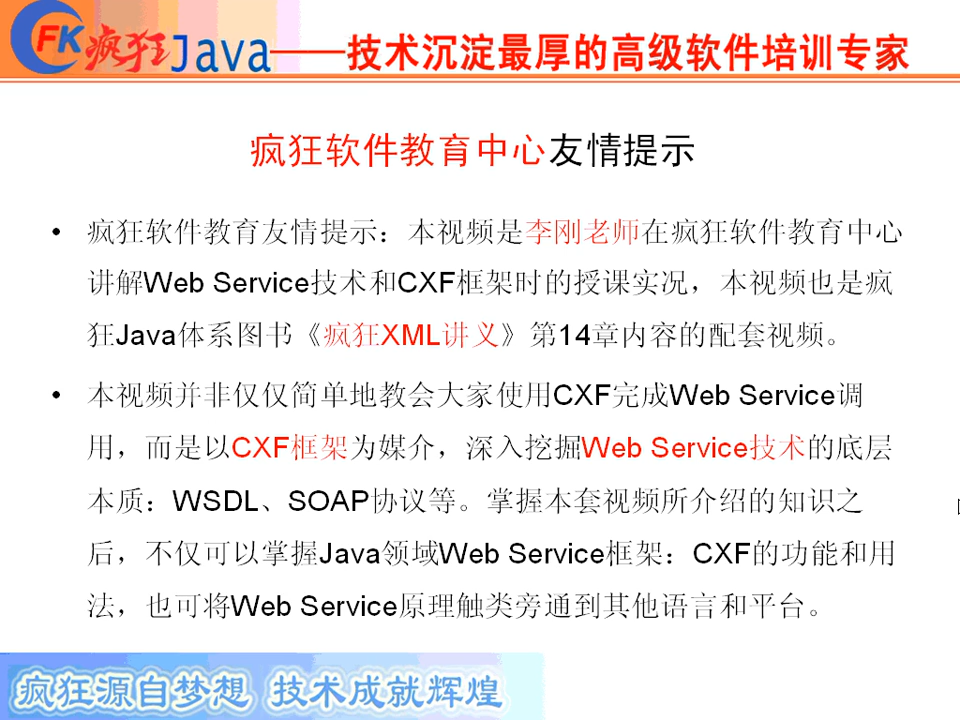 FK疯狂Java——技术沉淀最厚的高级软件培训专家
疯狂软件教育中心友情提示
• 疯狂软件教育友情提示：本视频是李刚老师在疯狂软件教育中心
讲解Web Service技术和CXF框架时的授课实况，本视频也是疯
狂Java体系图书《疯狂XML讲义》第14章内容的配套视频。
• 本视频并非仅仅简单地教会大家使用CXF完成Web Service调
用，而是以CXF框架为媒介，深入挖掘Web Service技术的底层
本质：WSDL、SOAP协议等。掌握本套视频所介绍的知识之
后，不仅可以掌握Java领域Web Service框架：CXF的功能和用
法，也可将Web Service原理触类旁通到其他语言和平台。
疯狂源自梦想 技术成就辉煌